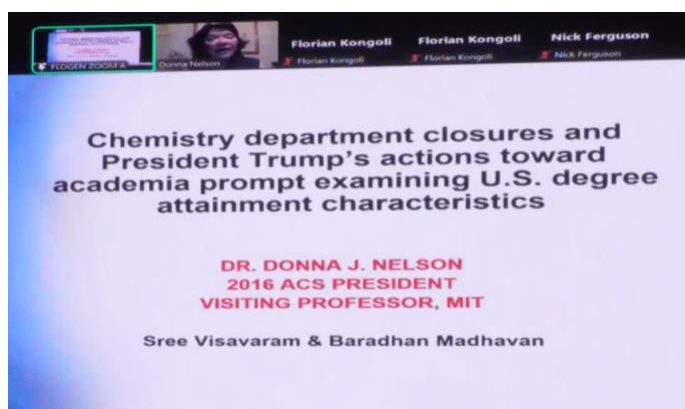 Florian Kongoli
Florian Kongoli
Nick Ferguson
FLOGEN ZOOM A
Donna Nelson
Florian Kongoli
Florian Kongoli
Nick Ferguson
Chemistry department closures and
President Trump's actions toward
academia prompt examining U.S. degree
attainment characteristics
DR. DONNA J. NELSON
2016 ACS PRESIDENT
VISITING PROFESSOR, MIT
Sree Visavaram & Baradhan Madhavan